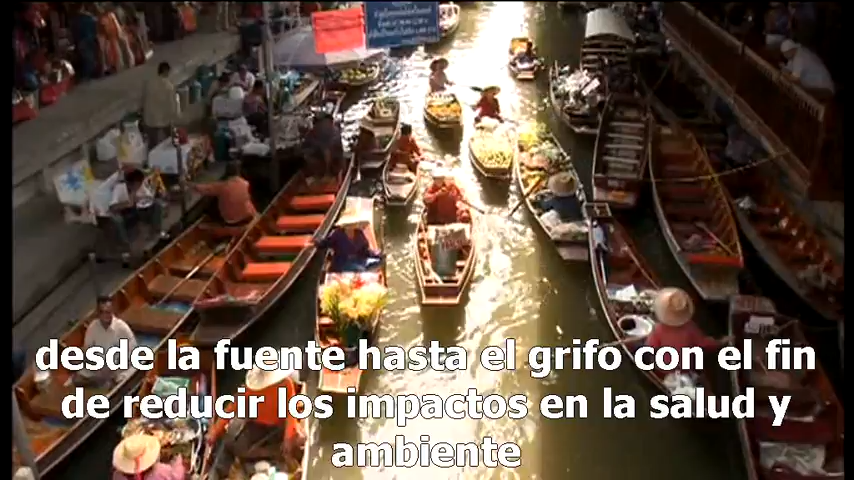 desde la fuente hasta el grifo con el fin
de reducir los impactos en la salud y
ambiente